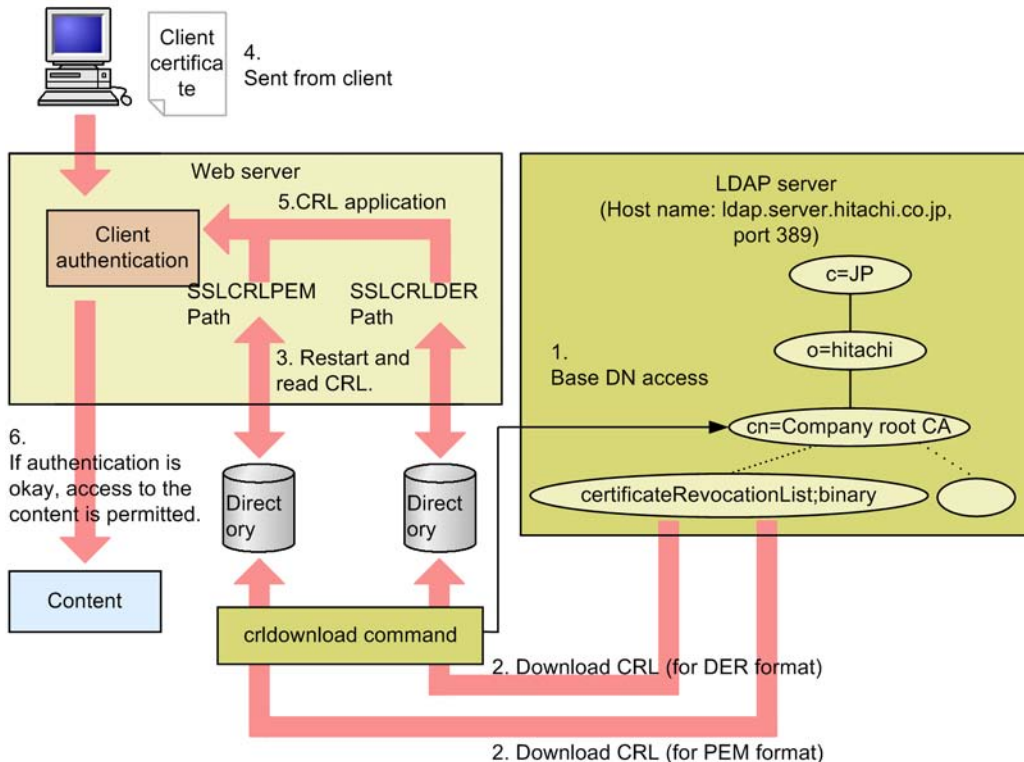 Client
certifica
te
4.
Sent from client
Web server
5.CRL application
Client
authentication
SSLCRLPEM
Path
SSLCRLDER
Path
3. Restart and
read CRL.
LDAP server
(Host name: ldap.server.hitachi.co.jp,
port 389)
c=JP
o=hitachi
1.
Base DN access
cn=Company root CA
certificateRevocationList;binary
6.
If authentication is
okay, access to the
content is permitted.
Direct
ory
Direct
ory
Content
crldownload command
2. Download CRL (for DER format)
2. Download CRL (for PEM format)